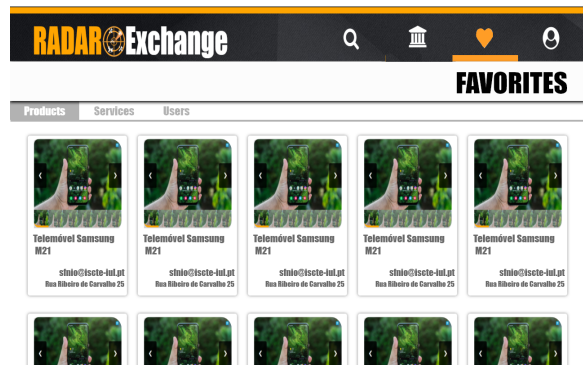 RADAR Exchange
FAVORITES
Products Services Users
Telemóvel Samsung M21
sfnio@iscte-iul.pt
Rua Ribeiro de Carvalho 25
Telemóvel Samsung M21
sfnio@iscte-iul.pt
Rua Ribeiro de Carvalho 25
Telemóvel Samsung M21
sfnio@iscte-iul.pt
Rua Ribeiro de Carvalho 25
Telemóvel Samsung M21
sfnio@iscte-iul.pt
Rua Ribeiro de Carvalho 25
Telemóvel Samsung M21
sfnio@iscte-iul.pt
Rua Ribeiro de Carvalho 25